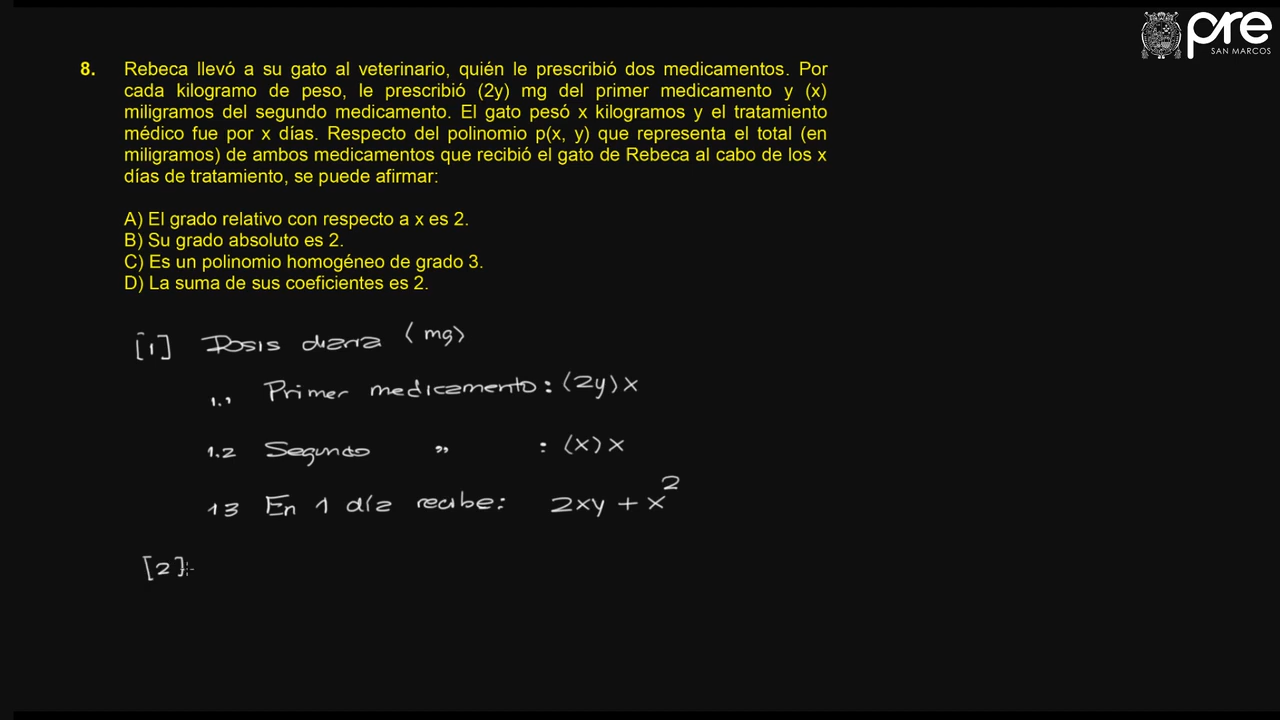 pre
SAN MARCOS
8. Rebeca llevó a su gato al veterinario, quién le prescribió dos medicamentos. Por
cada kilogramo de peso, le prescribió (2y) mg del primer medicamento y (x)
miligramos del segundo medicamento. El gato pesó x kilogramos y el tratamiento
médico fue por x días. Respecto del polinomio p(x, y) que representa el total (en
miligramos) de ambos medicamentos que recibió el gato de Rebeca al cabo de los x
días de tratamiento, se puede afirmar:
A) El grado relativo con respecto a x es 2.
B) Su grado absoluto es 2.
C) Es un polinomio homogéneo de grado 3.
D) La suma de sus coeficientes es 2.
[1] Dosis diaria (mg)
1.1 Primer medicamento: (2y)x
1.2 Segundo " : (x)x
13 En 1 día recibe: 2xy + x²
[2]